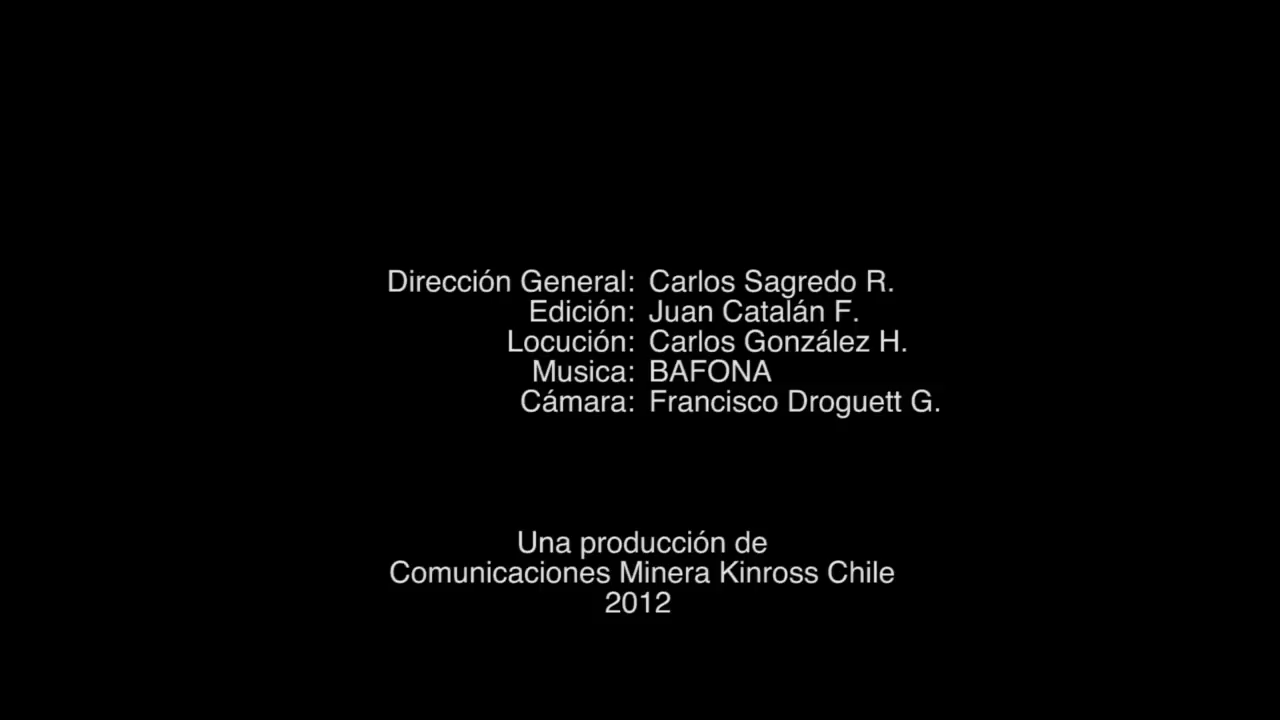 Dirección General: Carlos Sagredo R.
Edición: Juan Catalán F.
Locución: Carlos González H.
Musica: BAFONA
Cámara: Francisco Droguett G.
Una producción de
Comunicaciones Minera Kinross Chile
2012